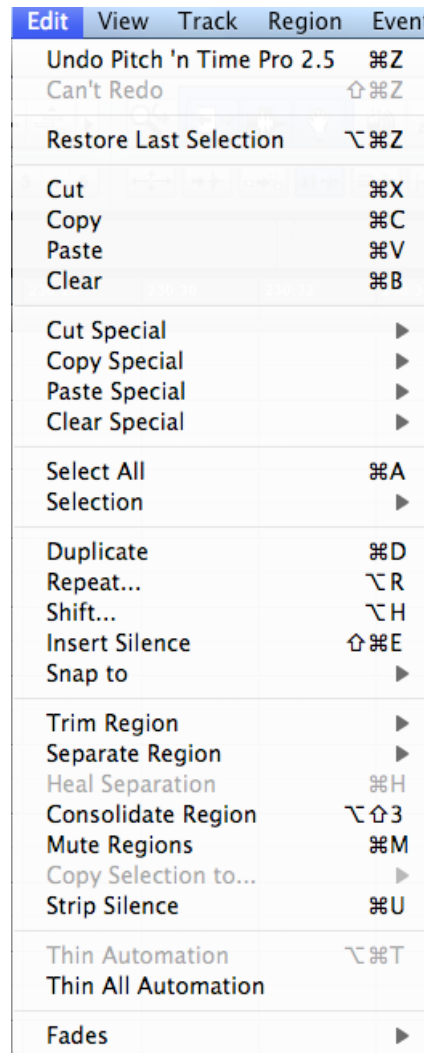 Edit View Track Region Even
Undo Pitch 'n Time Pro 2.5 ⌘Z
Can't Redo ⇧⌘Z
Restore Last Selection ⌥⌘Z
Cut ⌘X
Copy ⌘C
Paste ⌘V
Clear ⌘B
Cut Special ▶
Copy Special ▶
Paste Special ▶
Clear Special ▶
Select All ⌘A
Selection ▶
Duplicate ⌘D
Repeat... ⌥R
Shift... ⌥H
Insert Silence ⇧⌘E
Snap to ▶
Trim Region ▶
Separate Region ▶
Heal Separation ⌘H
Consolidate Region ⌥⇧3
Mute Regions ⌘M
Copy Selection to... ▶
Strip Silence ⌘U
Thin Automation ⌥⌘T
Thin All Automation
Fades ▶